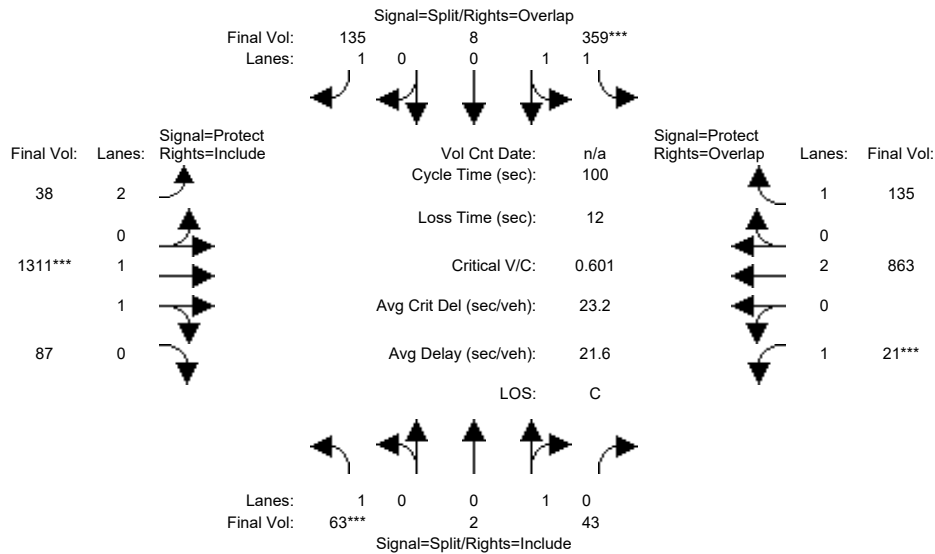 Signal=Split/Rights=Overlap
Final Vol: 135 8 359***
Lanes: 1 0 0 1 1
Signal=Protect Signal=Protect
Final Vol: Lanes: Rights=Include Vol Cnt Date: n/a Rights=Overlap Lanes: Final Vol:
Cycle Time (sec): 100
38 2 1 135
Loss Time (sec): 12
0 0
1311*** 1 Critical V/C: 0.601 2 863
1 Avg Crit Del (sec/veh): 23.2 0
87 0 Avg Delay (sec/veh): 21.6 1 21***
LOS: C
Lanes: 1 0 0 1 0
Final Vol: 63*** 2 43
Signal=Split/Rights=Include